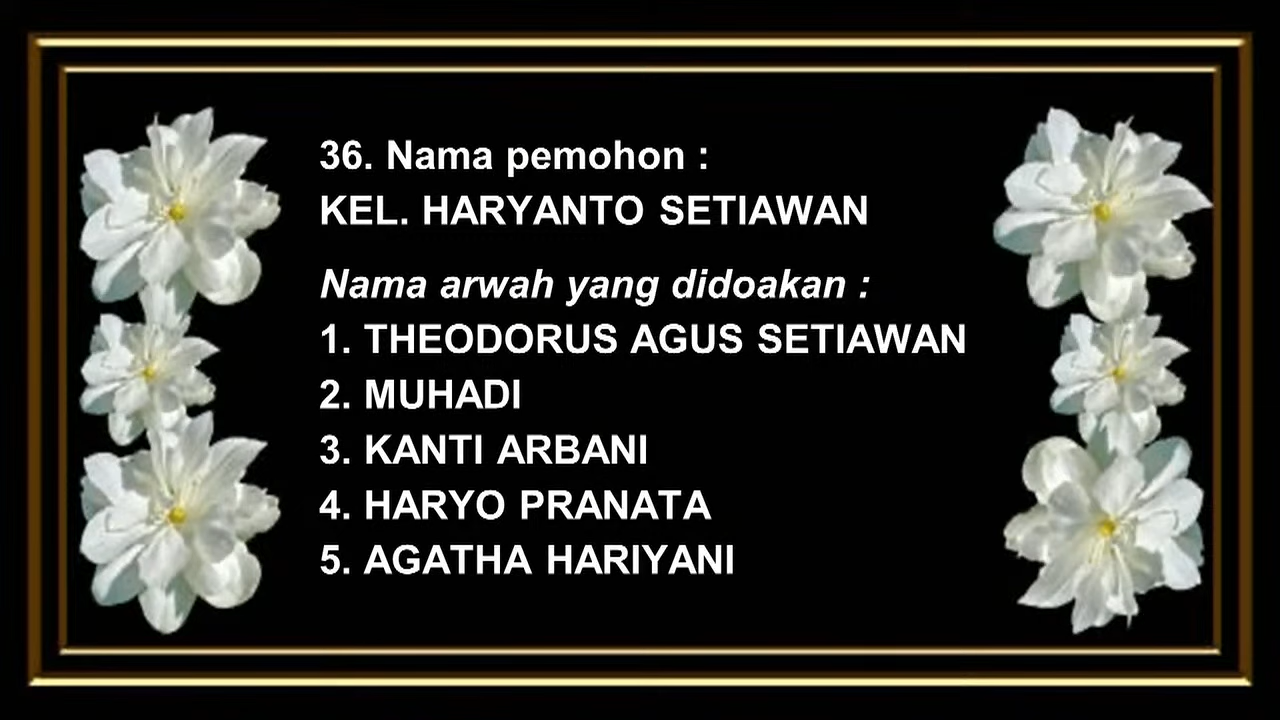 36. Nama pemohon :
KEL. HARYANTO SETIAWAN
Nama arwah yang didoakan :
1. THEODORUS AGUS SETIAWAN
2. MUHADI
3. KANTI ARBANI
4. HARYO PRANATA
5. AGATHA HARIYANI